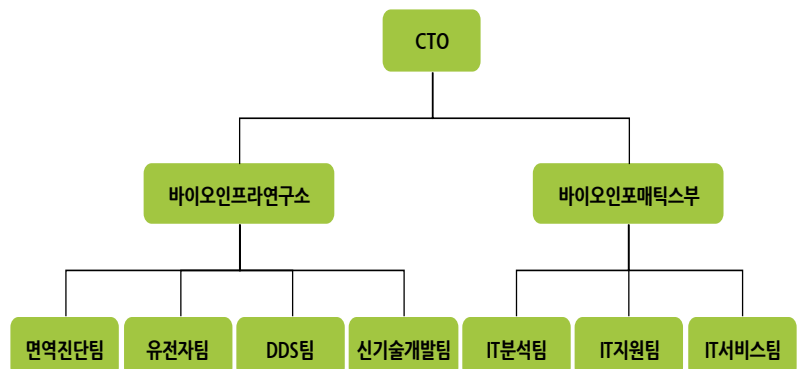 CTO
바이오인프라연구소
바이오인포매틱스부
면역진단팀
유전자팀
DDS팀
신기술개발팀
IT분석팀
IT지원팀
IT서비스팀